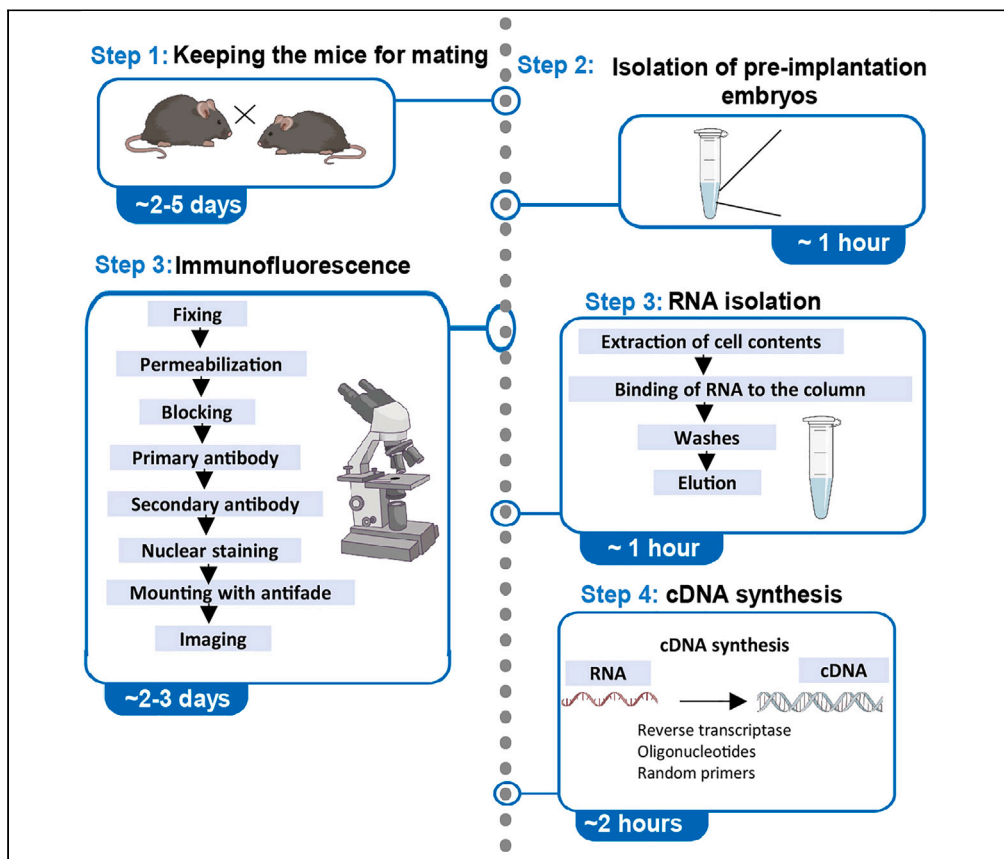 Step 1: Keeping the mice for mating
~2-5 days
Step 2: Isolation of pre-implantation
embryos
~ 1 hour
Step 3: Immunofluorescence
Fixing
Permeabilization
Blocking
Primary antibody
Secondary antibody
Nuclear staining
Mounting with antifade
Imaging
~2-3 days
Step 3: RNA isolation
Extraction of cell contents
Binding of RNA to the column
Washes
Elution
~ 1 hour
Step 4: cDNA synthesis
cDNA synthesis
RNA
cDNA
Reverse transcriptase
Oligonucleotides
Random primers
~2 hours